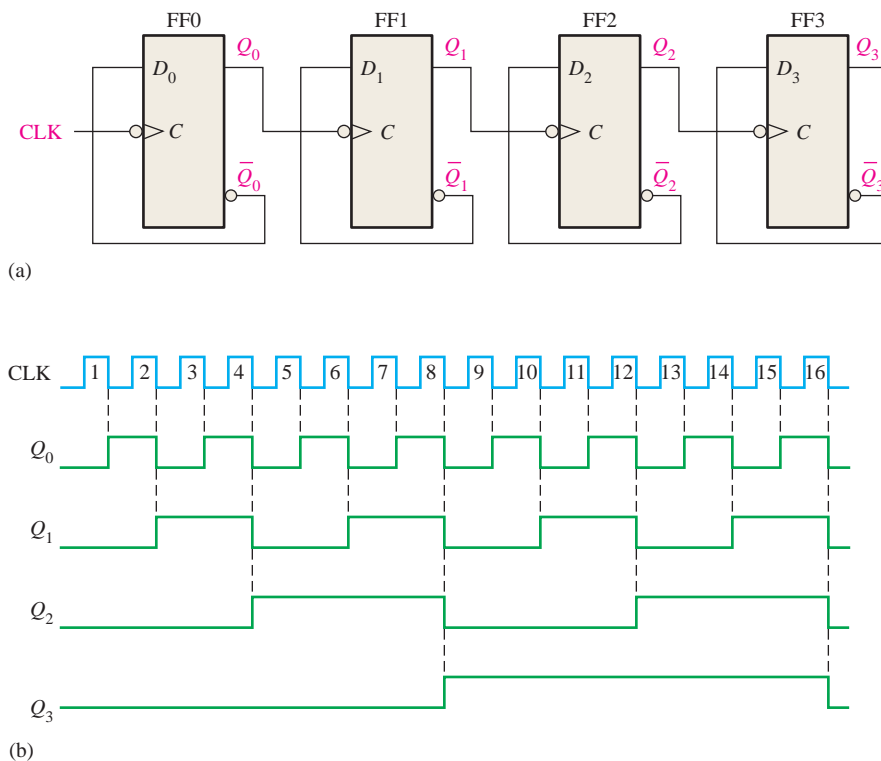 FF0 FF1 FF2 FF3
Q0 Q1 Q2 Q3
D0 D1 D2 D3
CLK C C C C
Q̅0 Q̅1 Q̅2 Q̅3
(a)
CLK 1 2 3 4 5 6 7 8 9 10 11 12 13 14 15 16
Q0
Q1
Q2
Q3
(b)